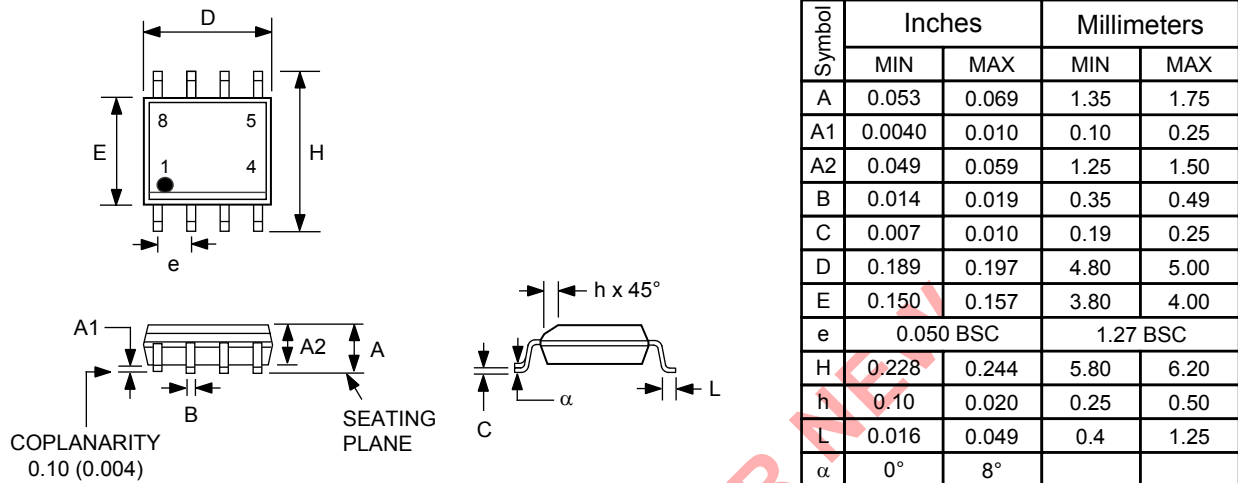 D
8 5
E
H
1 4
e
h x 45°
A1
A2
A
B
α
L
C
SEATING
PLANE
COPLANARITY
0.10 (0.004)
Symbol Inches Millimeters
MIN MAX MIN MAX
A 0.053 0.069 1.35 1.75
A1 0.0040 0.010 0.10 0.25
A2 0.049 0.059 1.25 1.50
B 0.014 0.019 0.35 0.49
C 0.007 0.010 0.19 0.25
D 0.189 0.197 4.80 5.00
E 0.150 0.157 3.80 4.00
e 0.050 BSC 1.27 BSC
H 0.228 0.244 5.80 6.20
h 0.10 0.020 0.25 0.50
L 0.016 0.049 0.4 1.25
α 0° 8°
NEW